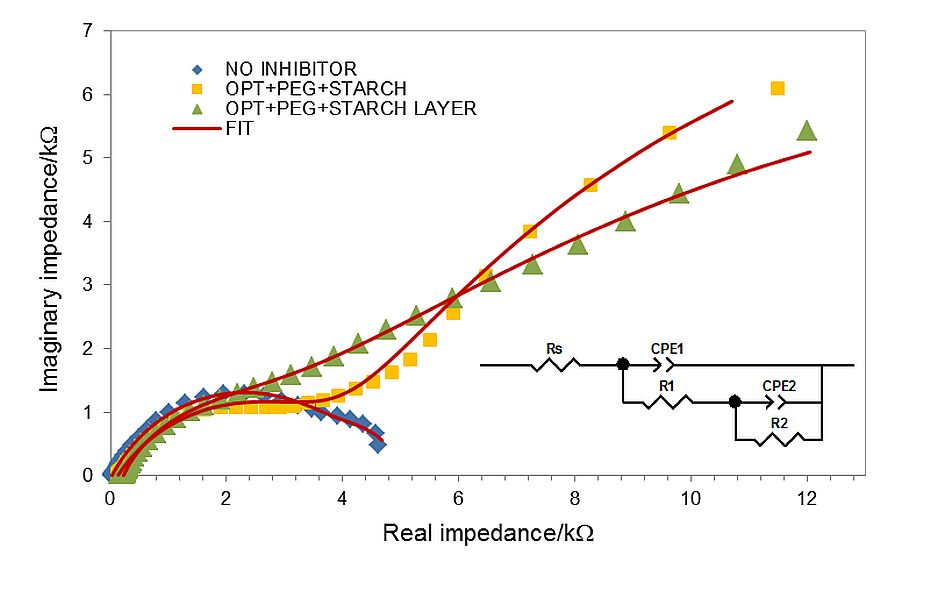 7
6
5
4
3
2
1
0
Imaginary impedance/kΩ
NO INHIBITOR
OPT+PEG+STARCH
OPT+PEG+STARCH LAYER
FIT
Rs
CPE1
R1
CPE2
R2
0 2 4 6 8 10 12
Real impedance/kΩ